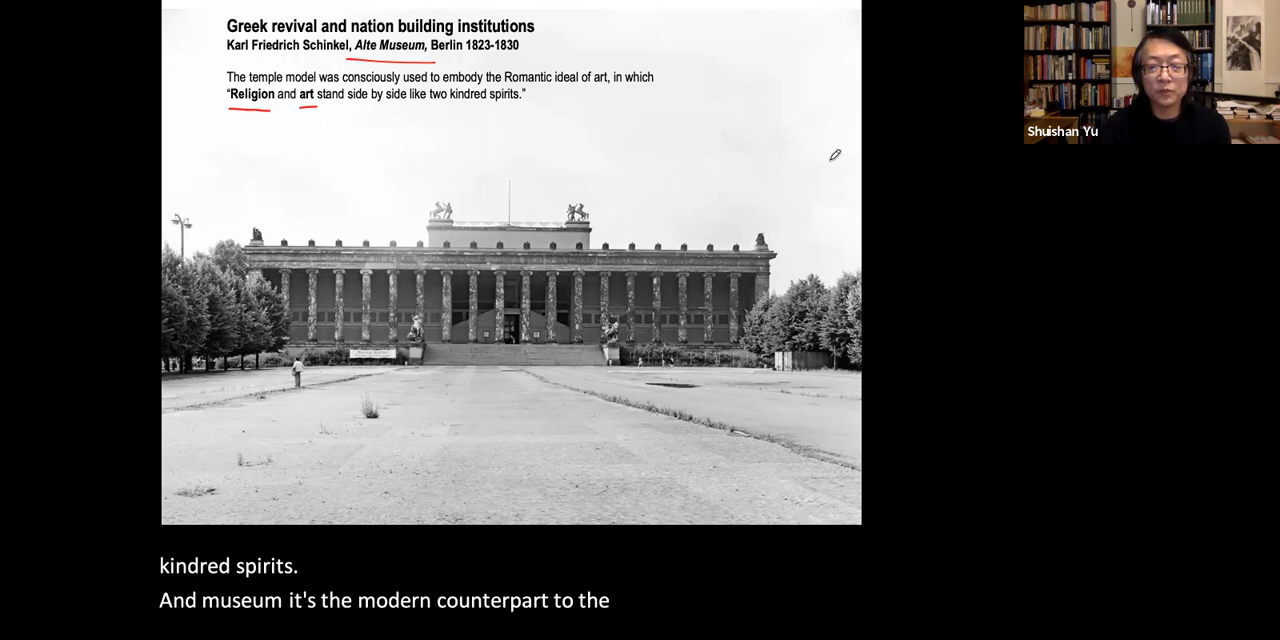 Greek revival and nation building institutions
Karl Friedrich Schinkel, Alte Museum, Berlin 1823-1830
The temple model was consciously used to embody the Romantic ideal of art, in which
“Religion and art stand side by side like two kindred spirits.”
Shuishan Yu
kindred spirits.
And museum it's the modern counterpart to the